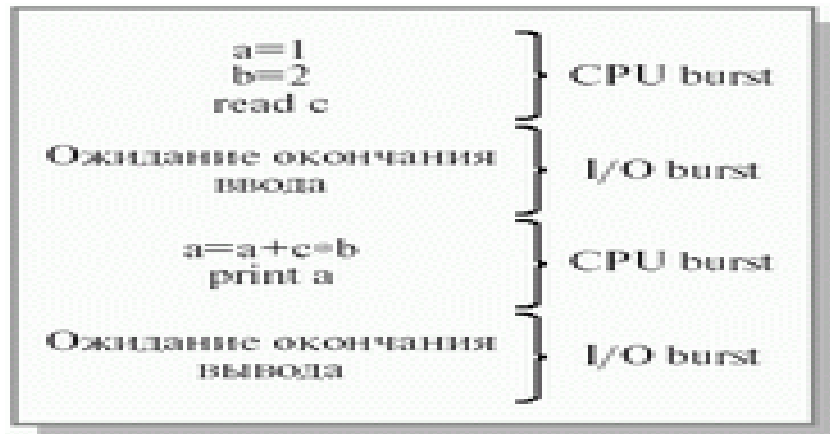 a=1
b=2
read c
CPU burst
Ожидание окончания
ввода
I/O burst
a=a+c*b
print a
CPU burst
Ожидание окончания
вывода
I/O burst